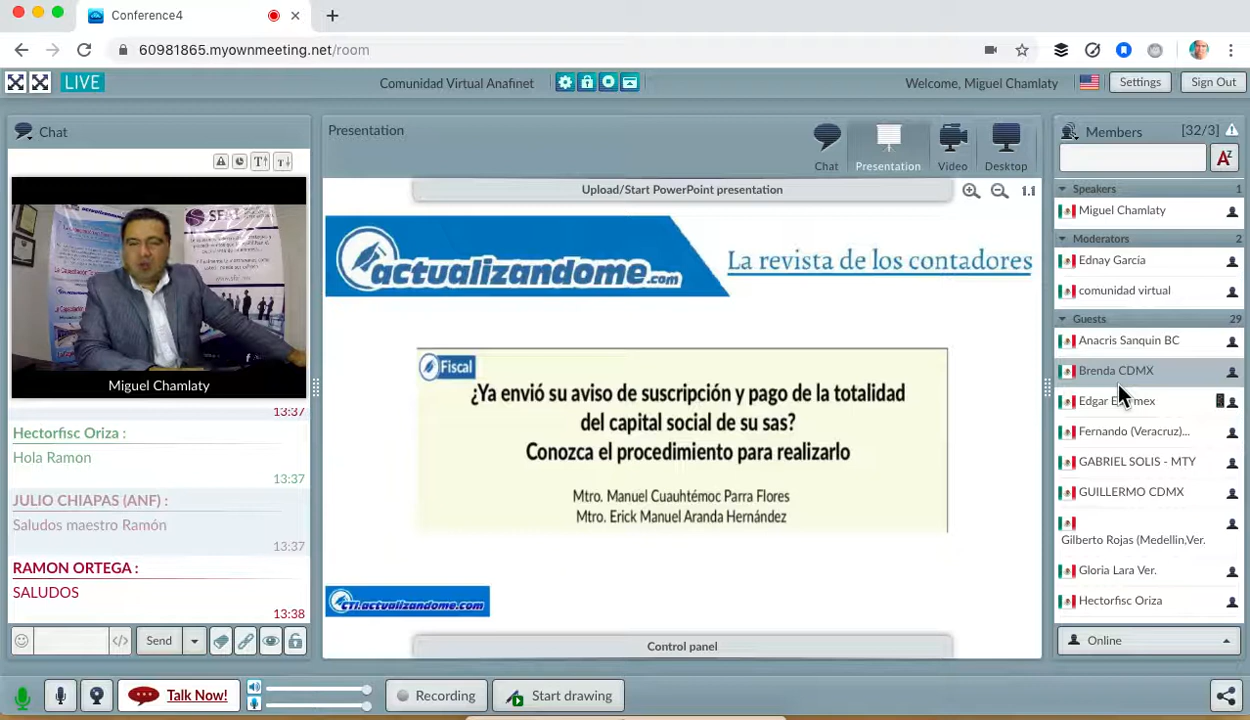 Conference4
60981865.myownmeeting.net/room
LIVE
Comunidad Virtual Anafinet
Welcome, Miguel Chamlaty
Settings
Sign Out
Chat
Miguel Chamlaty
13:37
Hectorfisc Oriza :
Hola Ramon
13:37
JULIO CHIAPAS (ANF) :
Saludos maestro Ramón
13:37
RAMON ORTEGA :
SALUDOS
13:38
Send
Presentation
Chat
Presentation
Video
Desktop
Upload/Start PowerPoint presentation
1.1
actualizandome.com
La revista de los contadores
Fiscal
¿Ya envió su aviso de suscripción y pago de la totalidad
del capital social de su sas?
Conozca el procedimiento para realizarlo
Mtro. Manuel Cuauhtémoc Parra Flores
Mtro. Erick Manuel Aranda Hernández
CTI.actualizandome.com
Control panel
Members
[32/3]
Speakers 1
Miguel Chamlaty
Moderators 2
Ednay García
comunidad virtual
Guests 29
Anacris Sanquin BC
Brenda CDMX
Edgar
Fernando (Veracruz)...
GABRIEL SOLIS - MTY
GUILLERMO CDMX
Gilberto Rojas (Medellin,Ver.
Gloria Lara Ver.
Hectorfisc Oriza
Online
Talk Now!
Recording
Start drawing